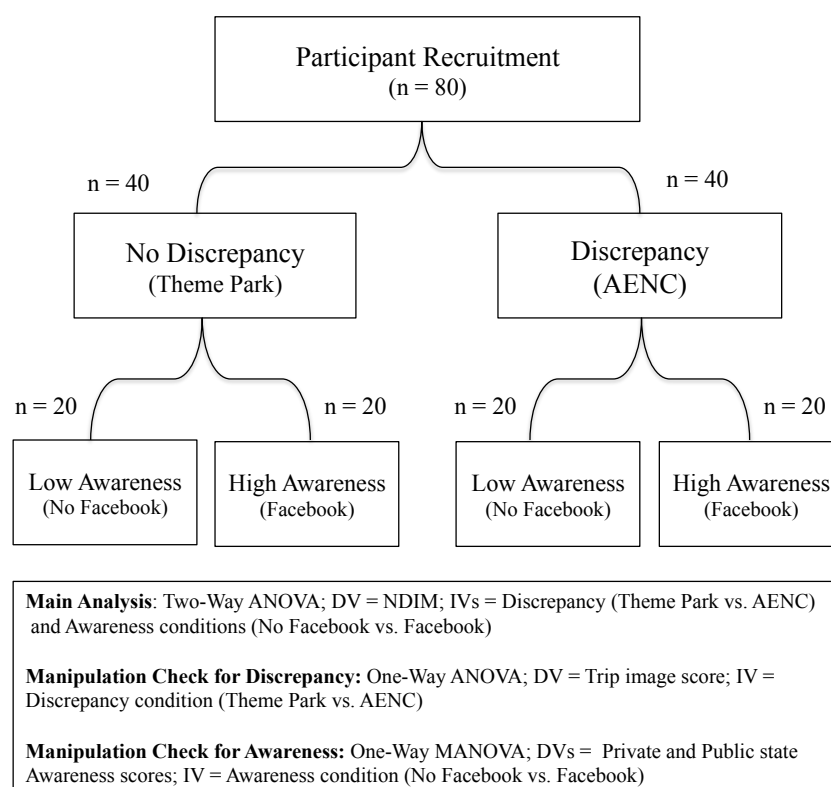 Participant Recruitment
(n = 80)
n = 40
n = 40
No Discrepancy
(Theme Park)
Discrepancy
(AENC)
n = 20
n = 20
n = 20
n = 20
Low Awareness
(No Facebook)
High Awareness
(Facebook)
Low Awareness
(No Facebook)
High Awareness
(Facebook)
Main Analysis: Two-Way ANOVA; DV = NDIM; IVs = Discrepancy (Theme Park vs. AENC)
and Awareness conditions (No Facebook vs. Facebook)
Manipulation Check for Discrepancy: One-Way ANOVA; DV = Trip image score; IV =
Discrepancy condition (Theme Park vs. AENC)
Manipulation Check for Awareness: One-Way MANOVA; DVs = Private and Public state
Awareness scores; IV = Awareness condition (No Facebook vs. Facebook)